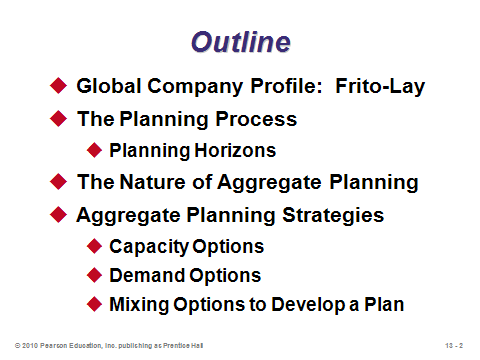 Outline
Global Company Profile: Frito-Lay
The Planning Process
Planning Horizons
The Nature of Aggregate Planning
Aggregate Planning Strategies
Capacity Options
Demand Options
Mixing Options to Develop a Plan
© 2010 Pearson Education, Inc. publishing as Prentice Hall
13 - 2